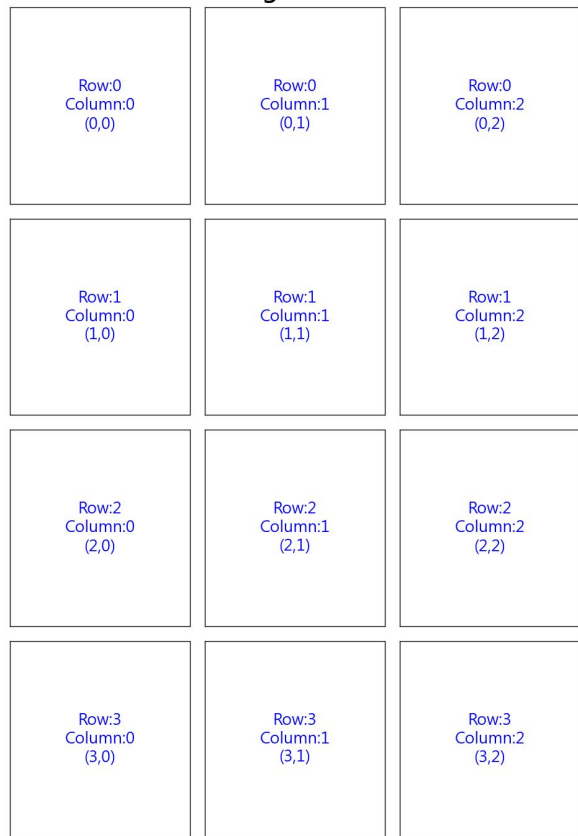 Row:0
Column:0
(0,0)
Row:0
Column:1
(0,1)
Row:0
Column:2
(0,2)
Row:1
Column:0
(1,0)
Row:1
Column:1
(1,1)
Row:1
Column:2
(1,2)
Row:2
Column:0
(2,0)
Row:2
Column:1
(2,1)
Row:2
Column:2
(2,2)
Row:3
Column:0
(3,0)
Row:3
Column:1
(3,1)
Row:3
Column:2
(3,2)